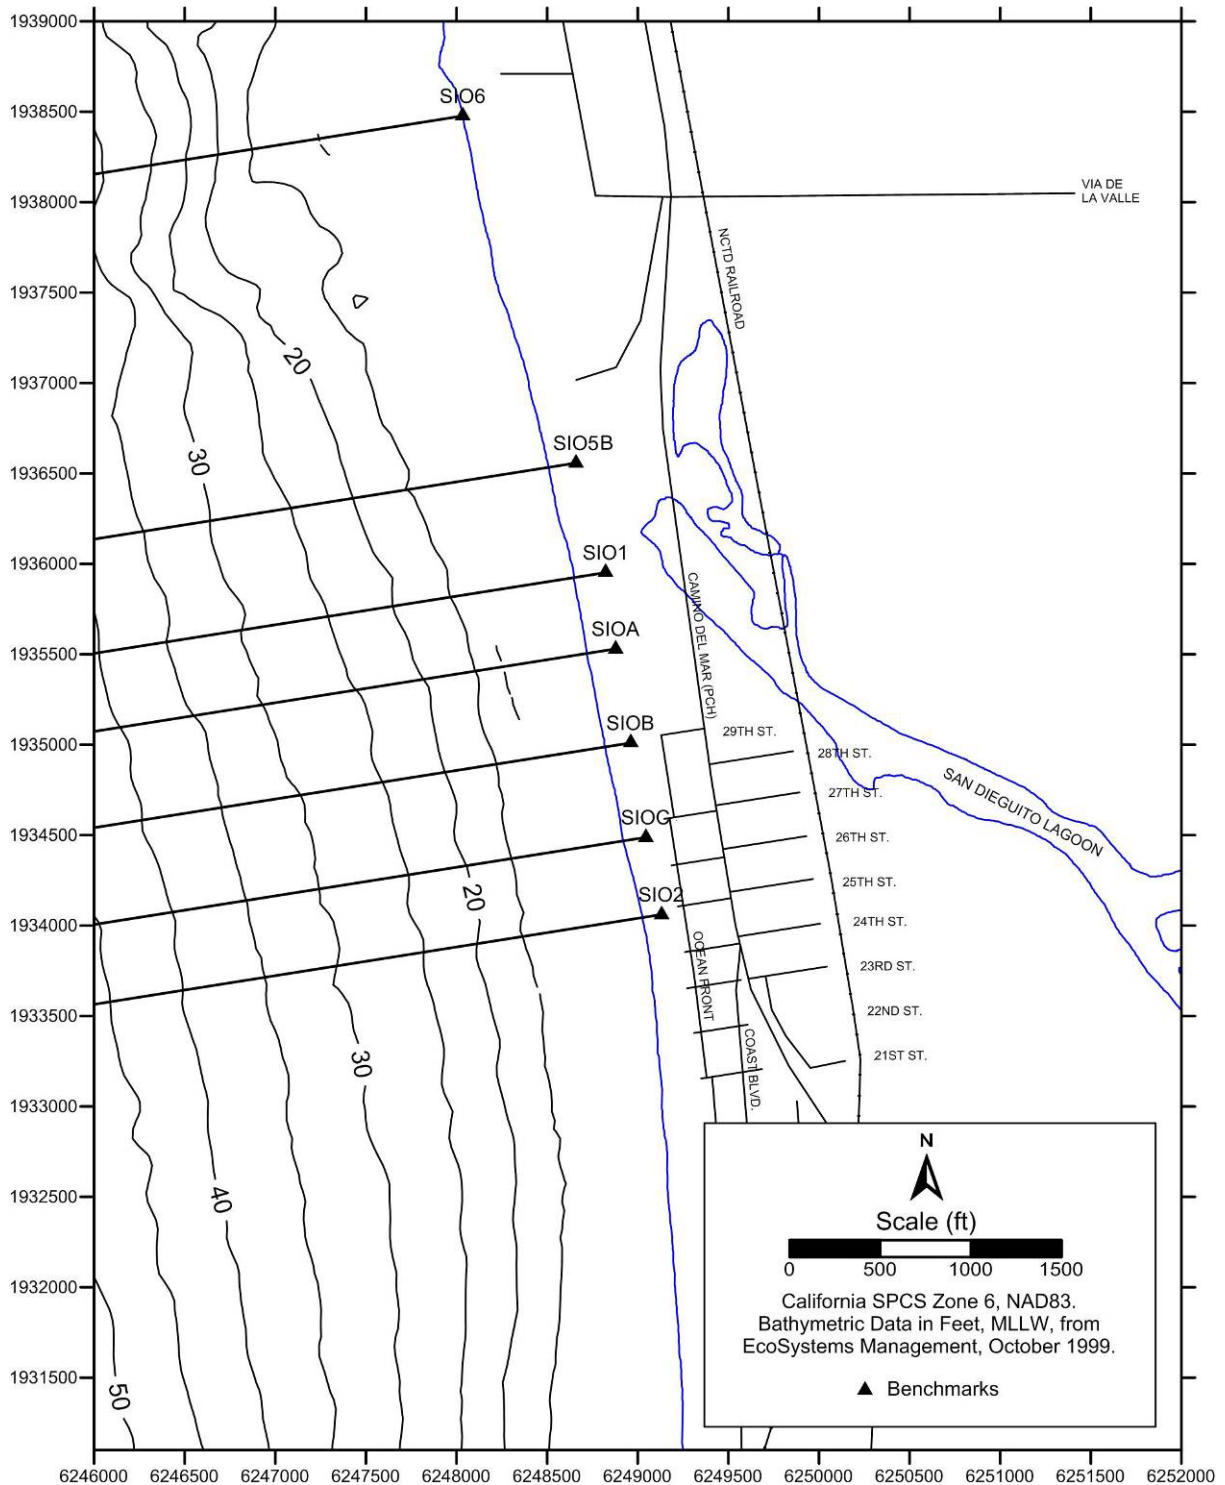 1939000
1938500
1938000
1937500
1937000
1936500
1936000
1935500
1935000
1934500
1934000
1933500
1933000
1932500
1932000
1931500
SIO6
VIA DE
LA VALLE
NCTD RAILROAD
20
30
SIO5B
SIO1
CAMINO DEL MAR (PCH)
SIOA
SIOB
29TH ST.
28TH ST.
27TH ST.
SAN DIEGUITO LAGOON
SIOC
26TH ST.
25TH ST.
20
SIO2
24TH ST.
OCEAN FRONT
23RD ST.
22ND ST.
21ST ST.
COAST BLVD.
30
40
50
N
Scale (ft)
0 500 1000 1500
California SPCS Zone 6, NAD83.
Bathymetric Data in Feet, MLLW, from
EcoSystems Management, October 1999.
Benchmarks
6246000 6246500 6247000 6247500 6248000 6248500 6249000 6249500 6250000 6250500 6251000 6251500 6252000